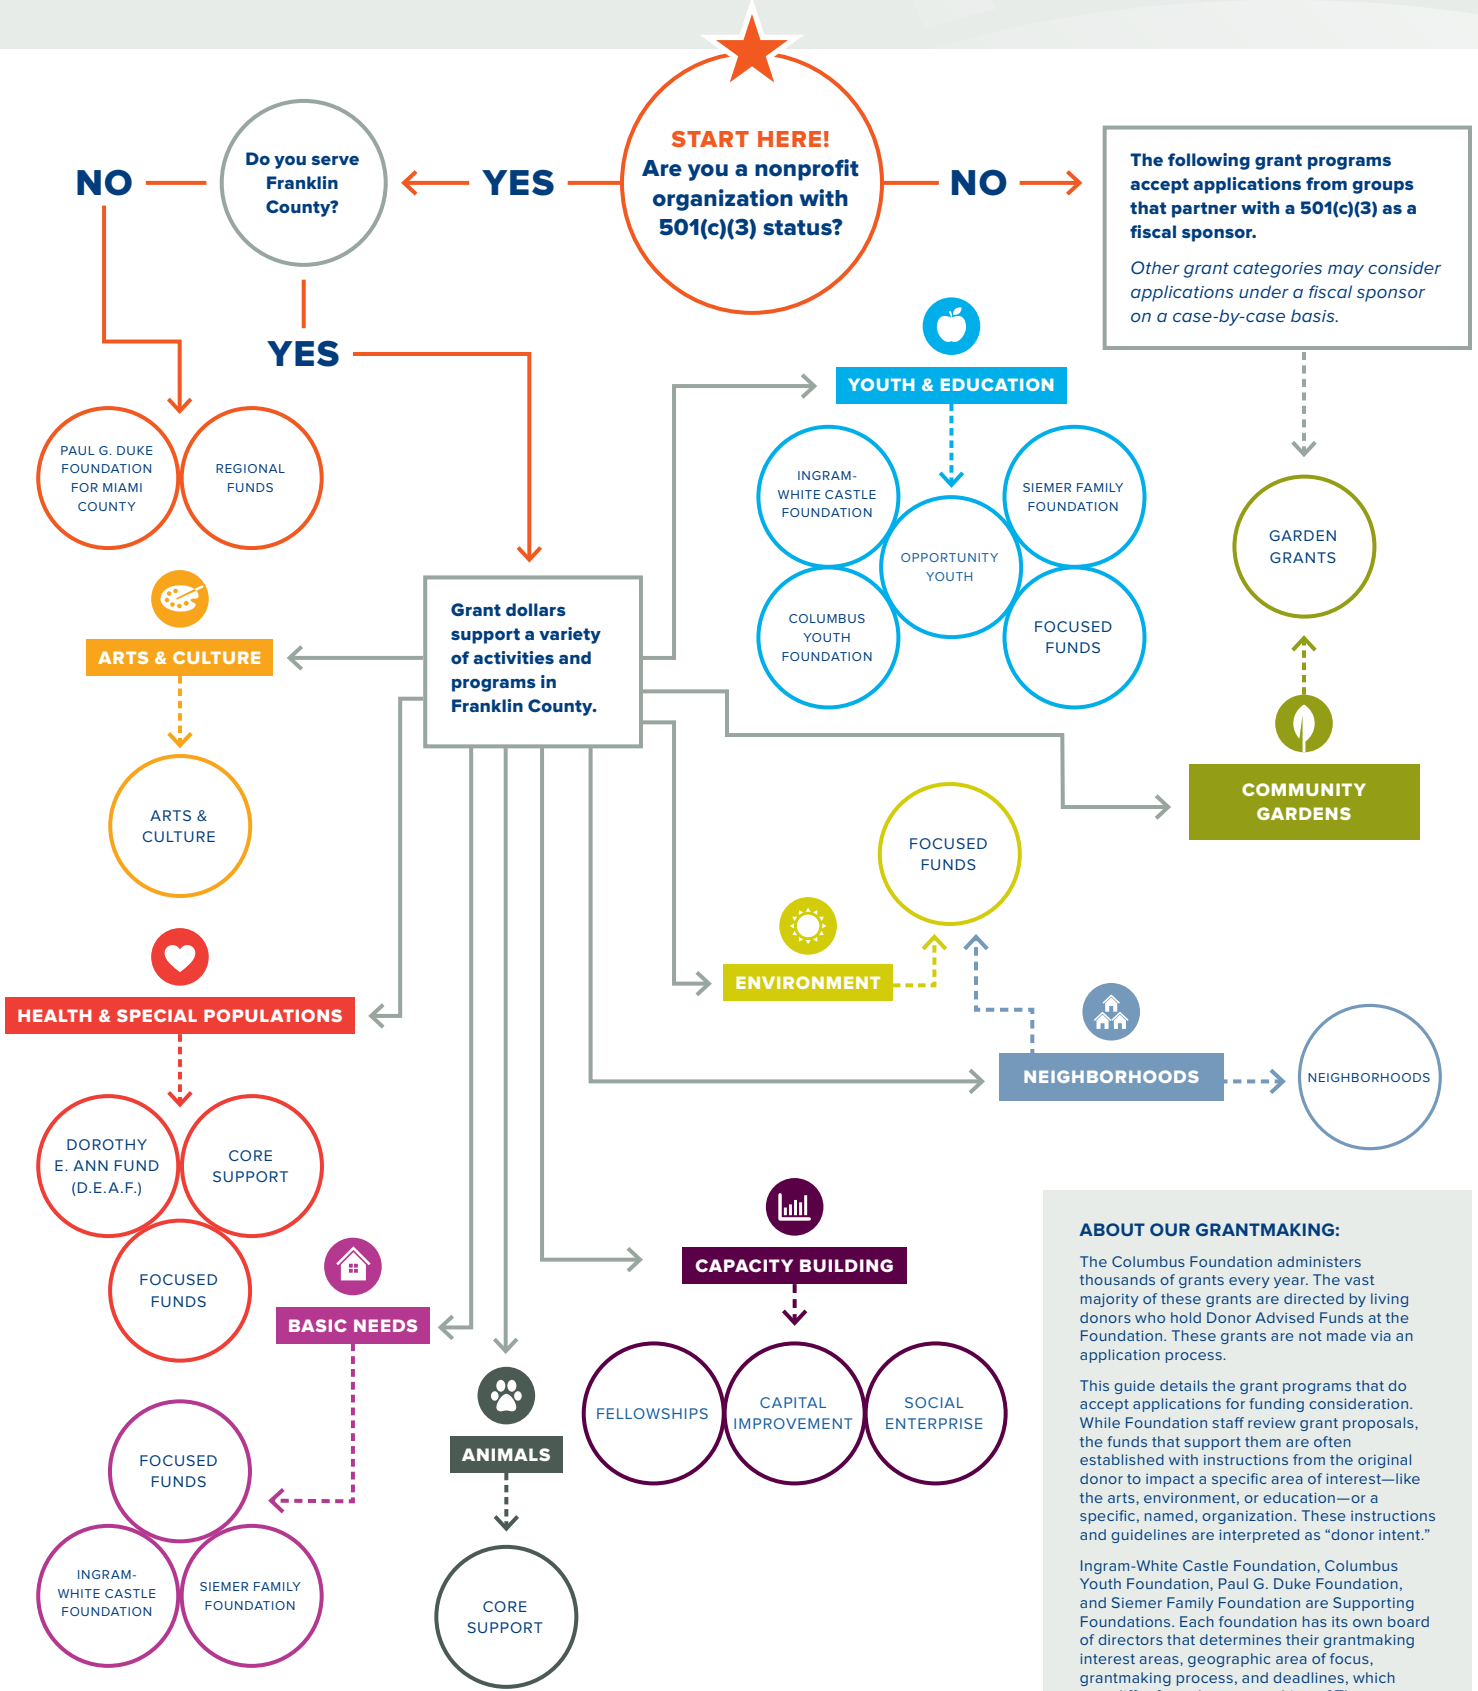 START HERE!
Are you a nonprofit
organization with
501(c)(3) status?
YES
NO
Do you serve
Franklin
County?
NO
YES
The following grant programs
accept applications from groups
that partner with a 501(c)(3) as a
fiscal sponsor.
Other grant categories may consider
applications under a fiscal sponsor
on a case-by-case basis.
PAUL G. DUKE
FOUNDATION
FOR MIAMI
COUNTY
REGIONAL
FUNDS
YOUTH & EDUCATION
INGRAM-
WHITE CASTLE
FOUNDATION
SIEMER FAMILY
FOUNDATION
OPPORTUNITY
YOUTH
COLUMBUS
YOUTH
FOUNDATION
FOCUSED
FUNDS
GARDEN
GRANTS
COMMUNITY
GARDENS
Grant dollars
support a variety
of activities and
programs in
Franklin County.
ARTS & CULTURE
ARTS &
CULTURE
FOCUSED
FUNDS
ENVIRONMENT
NEIGHBORHOODS
NEIGHBORHOODS
HEALTH & SPECIAL POPULATIONS
DOROTHY
E. ANN FUND
(D.E.A.F.)
CORE
SUPPORT
FOCUSED
FUNDS
BASIC NEEDS
FOCUSED
FUNDS
INGRAM-
WHITE CASTLE
FOUNDATION
SIEMER FAMILY
FOUNDATION
ANIMALS
CORE
SUPPORT
CAPACITY BUILDING
FELLOWSHIPS
CAPITAL
IMPROVEMENT
SOCIAL
ENTERPRISE
ABOUT OUR GRANTMAKING:
The Columbus Foundation administers
thousands of grants every year. The vast
majority of these grants are directed by living
donors who hold Donor Advised Funds at the
Foundation. These grants are not made via an
application process.
This guide details the grant programs that do
accept applications for funding consideration.
While Foundation staff review grant proposals,
the funds that support them are often
established with instructions from the original
donor to impact a specific area of interest—like
the arts, environment, or education—or a
specific, named, organization. These instructions
and guidelines are interpreted as “donor intent.”
Ingram-White Castle Foundation, Columbus
Youth Foundation, Paul G. Duke Foundation,
and Siemer Family Foundation are Supporting
Foundations. Each foundation has its own board
of directors that determines their grantmaking
interest areas, geographic area of focus,
grantmaking process, and deadlines, which